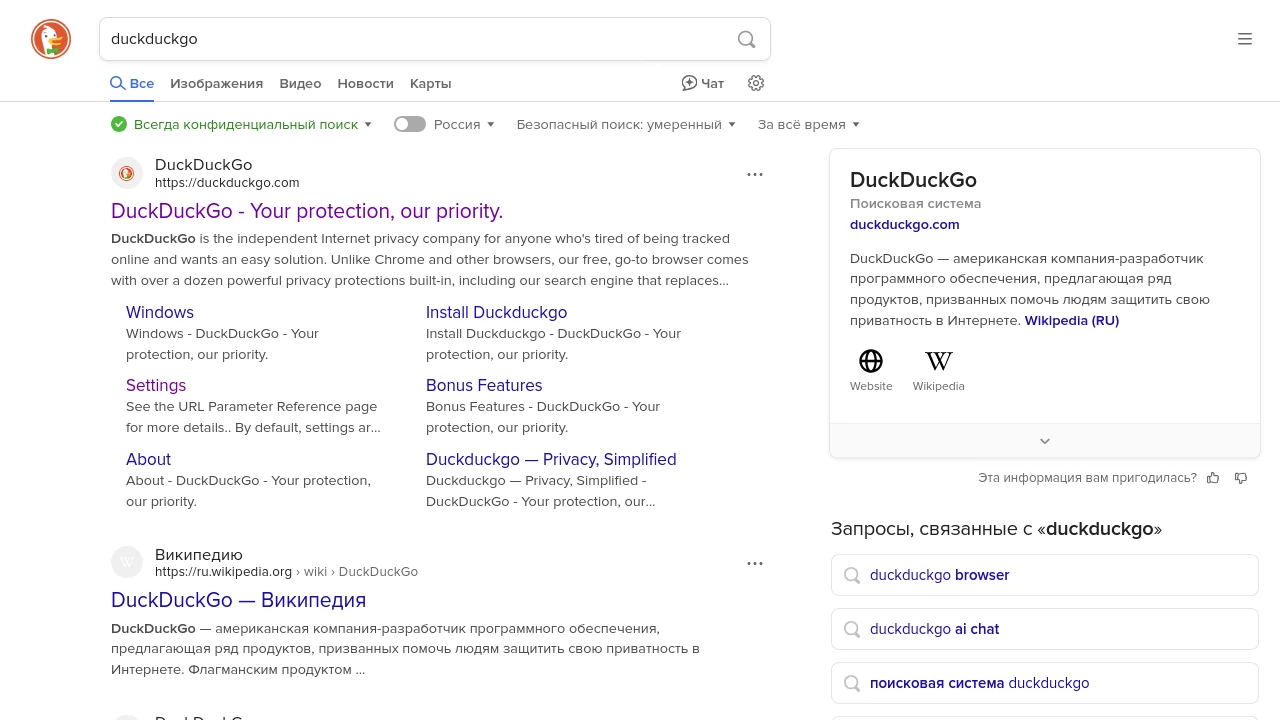 duckduckgo
Все Изображения Видео Новости Карты Чат
Всегда конфиденциальный поиск Россия Безопасный поиск: умеренный За всё время
DuckDuckGo
https://duckduckgo.com
DuckDuckGo - Your protection, our priority.
DuckDuckGo is the independent Internet privacy company for anyone who's tired of being tracked
online and wants an easy solution. Unlike Chrome and other browsers, our free, go-to browser comes
with over a dozen powerful privacy protections built-in, including our search engine that replaces...
Windows
Windows - DuckDuckGo - Your
protection, our priority.
Install Duckduckgo
Install Duckduckgo - DuckDuckGo - Your
protection, our priority.
Settings
See the URL Parameter Reference page
for more details.. By default, settings ar...
Bonus Features
Bonus Features - DuckDuckGo - Your
protection, our priority.
About
About - DuckDuckGo - Your protection,
our priority.
Duckduckgo — Privacy, Simplified
Duckduckgo — Privacy, Simplified -
DuckDuckGo - Your protection, our...
Википедию
https://ru.wikipedia.org › wiki › DuckDuckGo
DuckDuckGo — Википедия
DuckDuckGo — американская компания-разработчик программного обеспечения,
предлагающая ряд продуктов, призванных помочь людям защитить свою приватность в
Интернете. Флагманским продуктом ...
DuckDuckGo
Поисковая система
duckduckgo.com
DuckDuckGo — американская компания-разработчик
программного обеспечения, предлагающая ряд
продуктов, призванных помочь людям защитить свою
приватность в Интернете. Wikipedia (RU)
W
Website Wikipedia
Эта информация вам пригодилась?
Запросы, связанные с «duckduckgo»
duckduckgo browser
duckduckgo ai chat
поисковая система duckduckgo